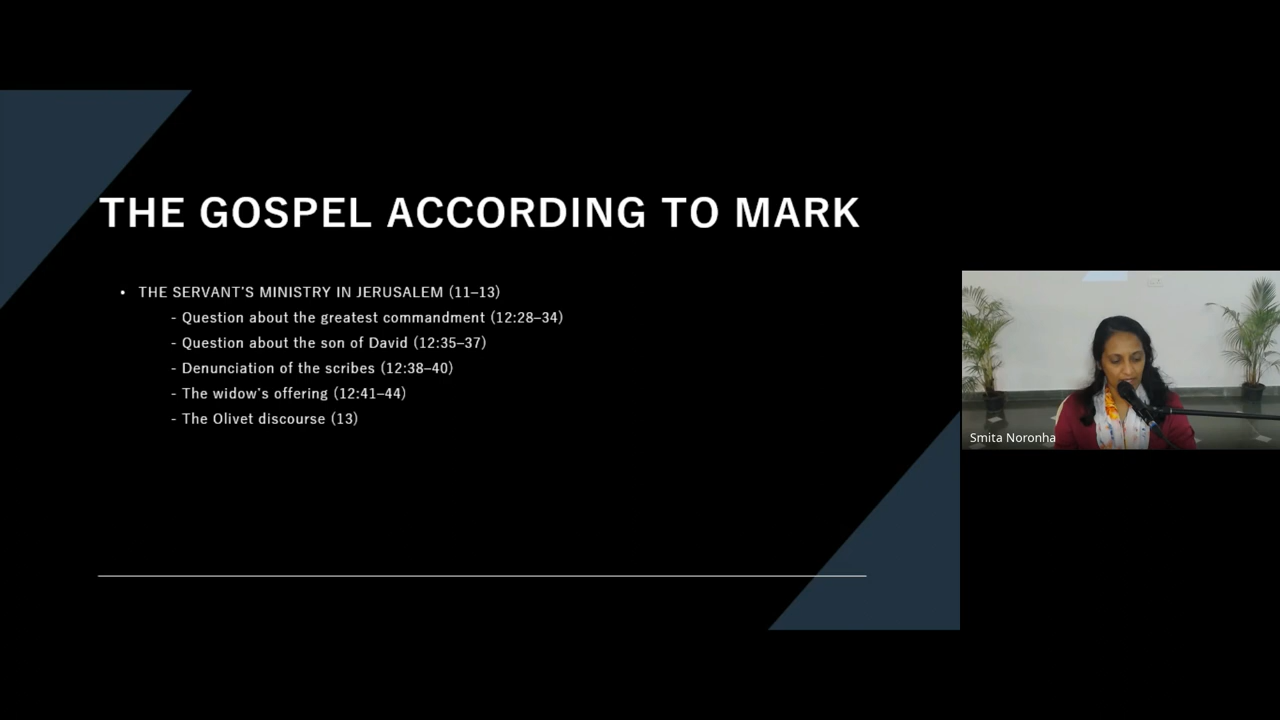 THE GOSPEL ACCORDING TO MARK
• THE SERVANT'S MINISTRY IN JERUSALEM (11–13)
- Question about the greatest commandment (12:28–34)
- Question about the son of David (12:35–37)
- Denunciation of the scribes (12:38–40)
- The widow's offering (12:41–44)
- The Olivet discourse (13)
Smita Noronha